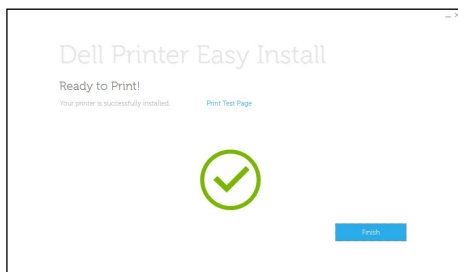 Dell Printer Easy Install
Ready to Print!
Your printer is successfully installed. Print Test Page
Finish